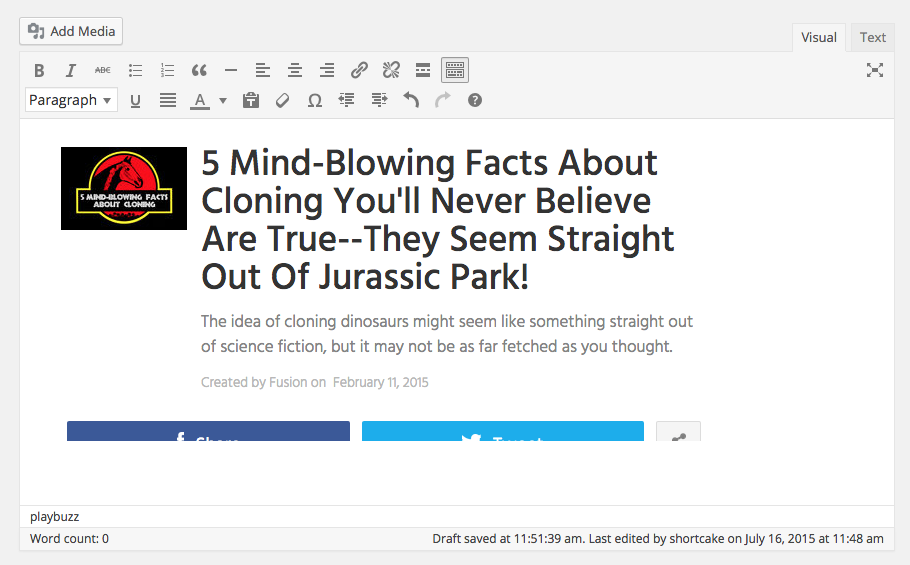 Add Media
Visual Text
B I ABC
Paragraph U A T Ω ?
5 MIND-BLOWING FACTS
ABOUT CLONING
5 Mind-Blowing Facts About
Cloning You'll Never Believe
Are True--They Seem Straight
Out Of Jurassic Park!
The idea of cloning dinosaurs might seem like something straight out
of science fiction, but it may not be as far fetched as you thought.
Created by Fusion on February 11, 2015
Share Tweet
playbuzz
Word count: 0 Draft saved at 11:51:39 am. Last edited by shortcake on July 16, 2015 at 11:48 am